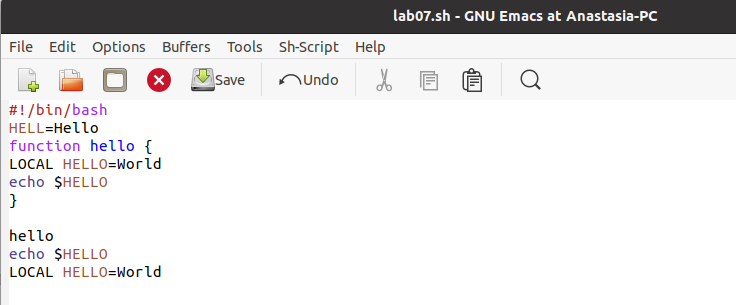 lab07.sh - GNU Emacs at Anastasia-PC
File Edit Options Buffers Tools Sh-Script Help
Save Undo
#!/bin/bash
HELL=Hello
function hello {
LOCAL HELLO=World
echo $HELLO
}
hello
echo $HELLO
LOCAL HELLO=World